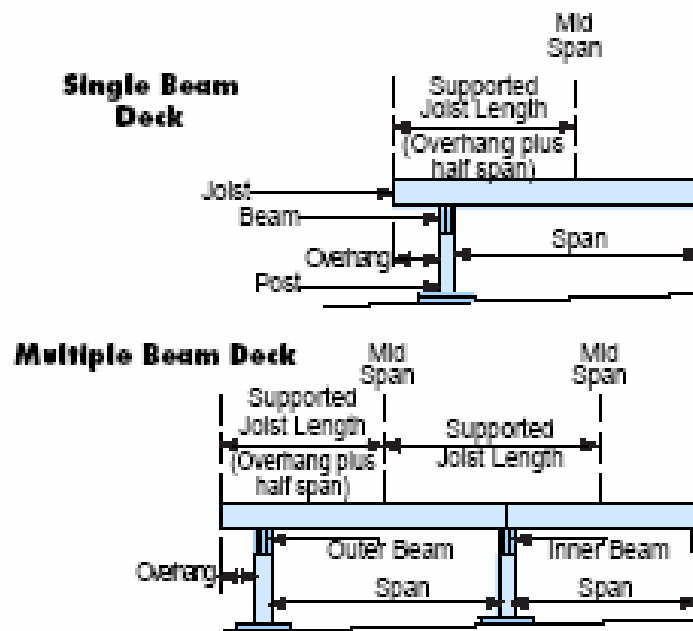 Mid
Span
Single Beam
Deck
Supported
Joist Length
(Overhang plus
half span)
Joist
Beam
Span
Overhang
Post
Multiple Beam Deck
Mid
Span
Mid
Span
Supported
Joist Length
(Overhang plus
half span)
Supported
Joist Length
Outer Beam
Inner Beam
Overhang
Span
Span